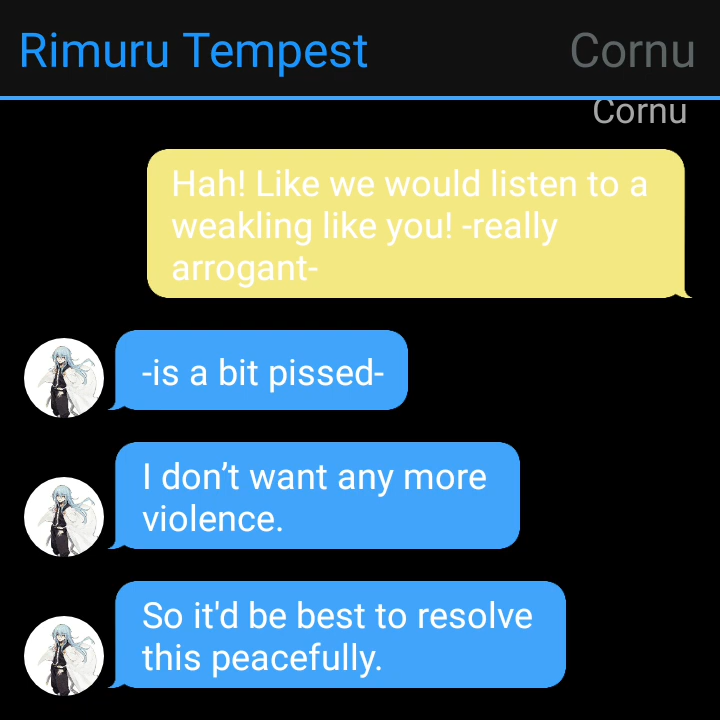 Rimuru Tempest Cornu
Cornu
Hah! Like we would listen to a
weakling like you! -really
arrogant-
-is a bit pissed-
I don’t want any more
violence.
So it'd be best to resolve
this peacefully.